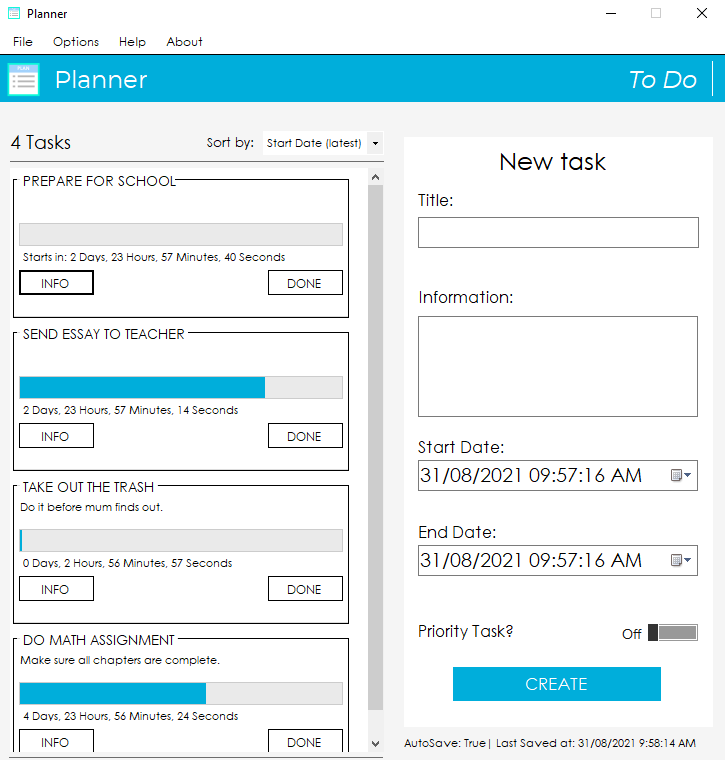 Planner
File Options Help About
PLAN
Planner
To Do
4 Tasks
Sort by: Start Date (latest)
PREPARE FOR SCHOOL
Starts in: 2 Days, 23 Hours, 57 Minutes, 40 Seconds
INFO DONE
SEND ESSAY TO TEACHER
2 Days, 23 Hours, 57 Minutes, 14 Seconds
INFO DONE
TAKE OUT THE TRASH
Do it before mum finds out.
0 Days, 2 Hours, 56 Minutes, 57 Seconds
INFO DONE
DO MATH ASSIGNMENT
Make sure all chapters are complete.
4 Days, 23 Hours, 56 Minutes, 24 Seconds
INFO DONE
New task
Title:
Information:
Start Date:
31/08/2021 09:57:16 AM
End Date:
31/08/2021 09:57:16 AM
Priority Task? Off
CREATE
AutoSave: True| Last Saved at: 31/08/2021 9:58:14 AM